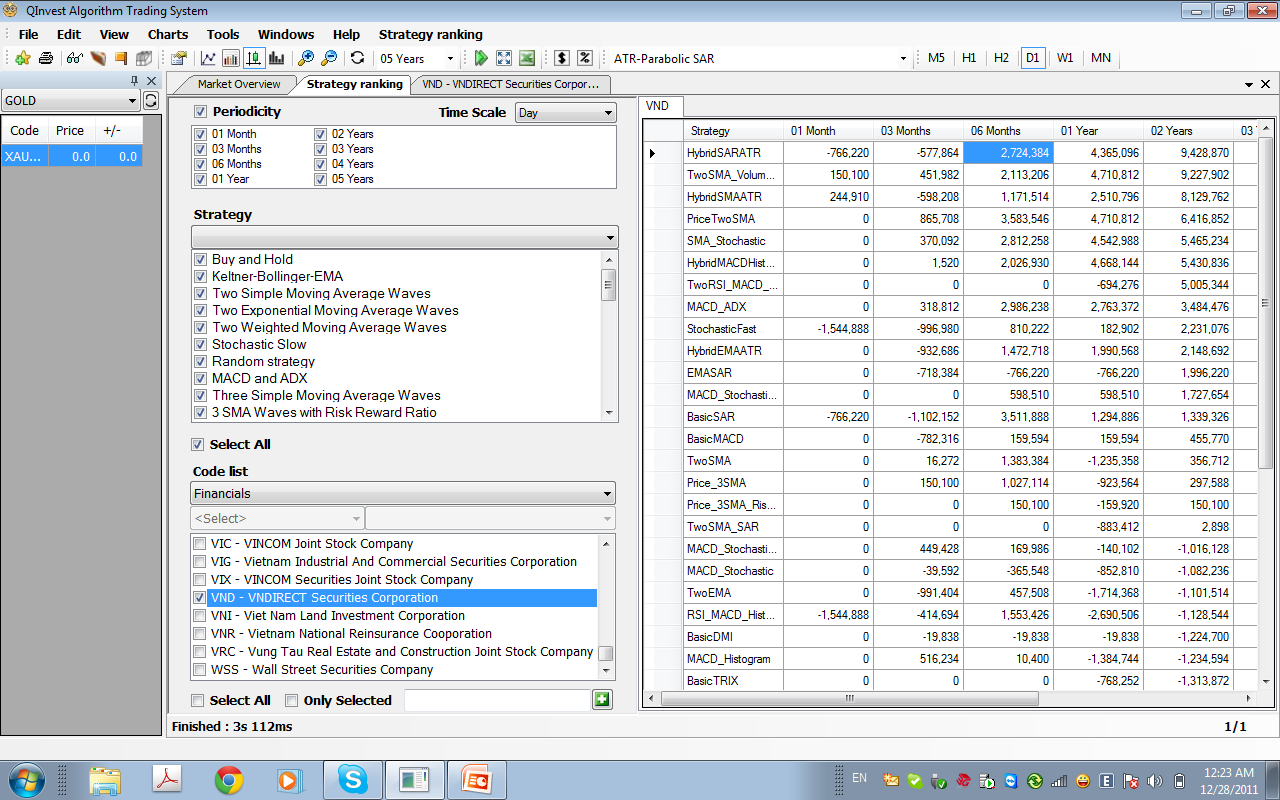 QInvest Algorithm Trading System
File Edit View Charts Tools Windows Help Strategy ranking
05 Years ATR-Parabolic SAR M5 H1 H2 D1 W1 MN
GOLD
Code Price +/-
XAU... 0.0 0.0
Market Overview Strategy ranking VND - VNDIRECT Securities Corpor...
Periodicity Time Scale Day
01 Month 02 Years
03 Months 03 Years
06 Months 04 Years
01 Year 05 Years
Strategy
Buy and Hold
Keltner-Bollinger-EMA
Two Simple Moving Average Waves
Two Exponential Moving Average Waves
Two Weighted Moving Average Waves
Stochastic Slow
Random strategy
MACD and ADX
Three Simple Moving Average Waves
3 SMA Waves with Risk Reward Ratio
Select All
Code list
Financials
<Select>
VIC - VINCOM Joint Stock Company
VIG - Vietnam Industrial And Commercial Securities Corporation
VIX - VINCOM Securities Joint Stock Company
VND - VNDIRECT Securities Corporation
VNI - Viet Nam Land Investment Corporation
VNR - Vietnam National Reinsurance Cooporation
VRC - Vung Tau Real Estate and Construction Joint Stock Company
WSS - Wall Street Securities Company
Select All Only Selected
VND
Strategy 01 Month 03 Months 06 Months 01 Year 02 Years 03
HybridSARATR -766,220 -577,864 2,724,384 4,365,096 9,428,870
TwoSMA_Volum... 150,100 451,982 2,113,206 4,710,812 9,227,902
HybridSMAATR 244,910 -598,208 1,171,514 2,510,796 8,129,762
PriceTwoSMA 0 865,708 3,583,546 4,710,812 6,416,852
SMA_Stochastic 0 370,092 2,812,258 4,542,988 5,465,234
HybridMACDHist... 0 1,520 2,026,930 4,668,144 5,430,836
TwoRSI_MACD_... 0 0 0 -694,276 5,005,344
MACD_ADX 0 318,812 2,986,238 2,763,372 3,484,476
StochasticFast -1,544,888 -996,980 810,222 182,902 2,231,076
HybridEMAATR 0 -932,686 1,472,718 1,990,568 2,148,692
EMASAR 0 -718,384 -766,220 -766,220 1,996,220
MACD_Stochasti... 0 0 598,510 598,510 1,727,654
BasicSAR -766,220 -1,102,152 3,511,888 1,294,886 1,339,326
BasicMACD 0 -782,316 159,594 159,594 455,770
TwoSMA 0 16,272 1,383,384 -1,235,358 356,712
Price_3SMA 0 150,100 1,027,114 -923,564 297,588
Price_3SMA_Ris... 0 0 150,100 -159,920 150,100
TwoSMA_SAR 0 0 0 -883,412 2,898
MACD_Stochasti... 0 449,428 169,986 -140,102 -1,016,128
MACD_Stochastic 0 -39,592 -365,548 -852,810 -1,082,236
TwoEMA 0 -991,404 457,508 -1,714,368 -1,101,514
RSI_MACD_Hist... -1,544,888 -414,694 1,553,426 -2,690,506 -1,128,544
BasicDMI 0 -19,838 -19,838 -19,838 -1,224,700
MACD_Histogram 0 516,234 10,400 -1,384,744 -1,234,594
BasicTRIX 0 0 0 -768,252 -1,313,872
Finished : 3s 112ms 1/1
EN 12:23 AM
12/28/2011